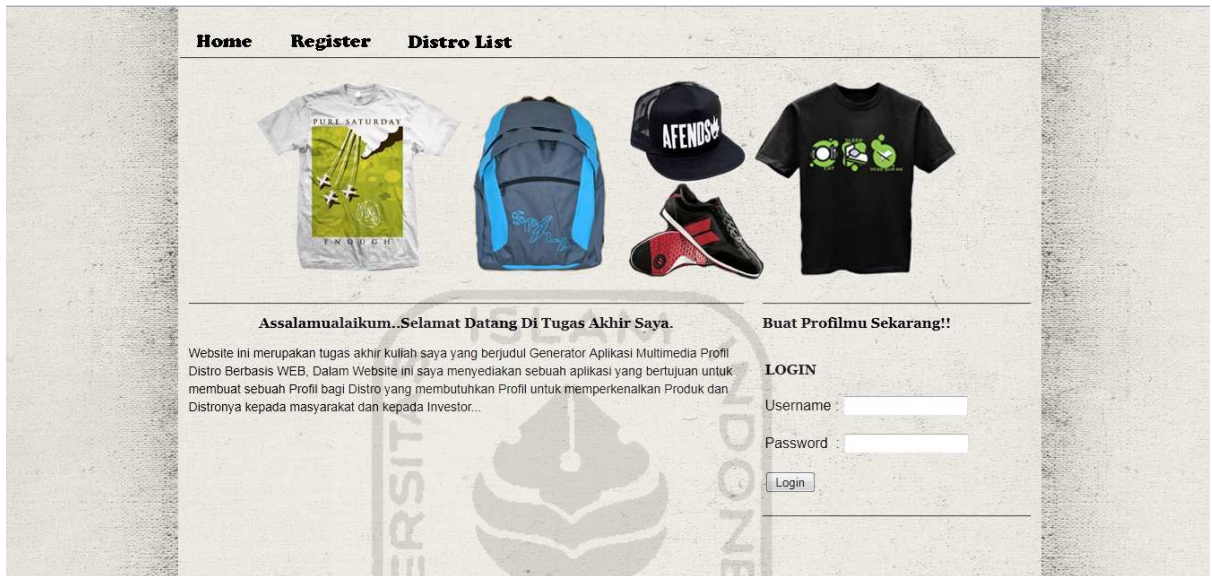 Home Register Distro List
PURE SATURDAY
ENOUGH
AFENDS
SLEEP
EAT
Assalamualaikum..Selamat Datang Di Tugas Akhir Saya.
Website ini merupakan tugas akhir kuliah saya yang berjudul Generator Aplikasi Multimedia Profil
Distro Berbasis WEB, Dalam Website ini saya menyediakan sebuah aplikasi yang bertujuan untuk
membuat sebuah Profil bagi Distro yang membutuhkan Profil untuk memperkenalkan Produk dan
Distronya kepada masyarakat dan kepada Investor...
Buat Profilmu Sekarang!!
LOGIN
Username :
Password :
Login
ISLAM